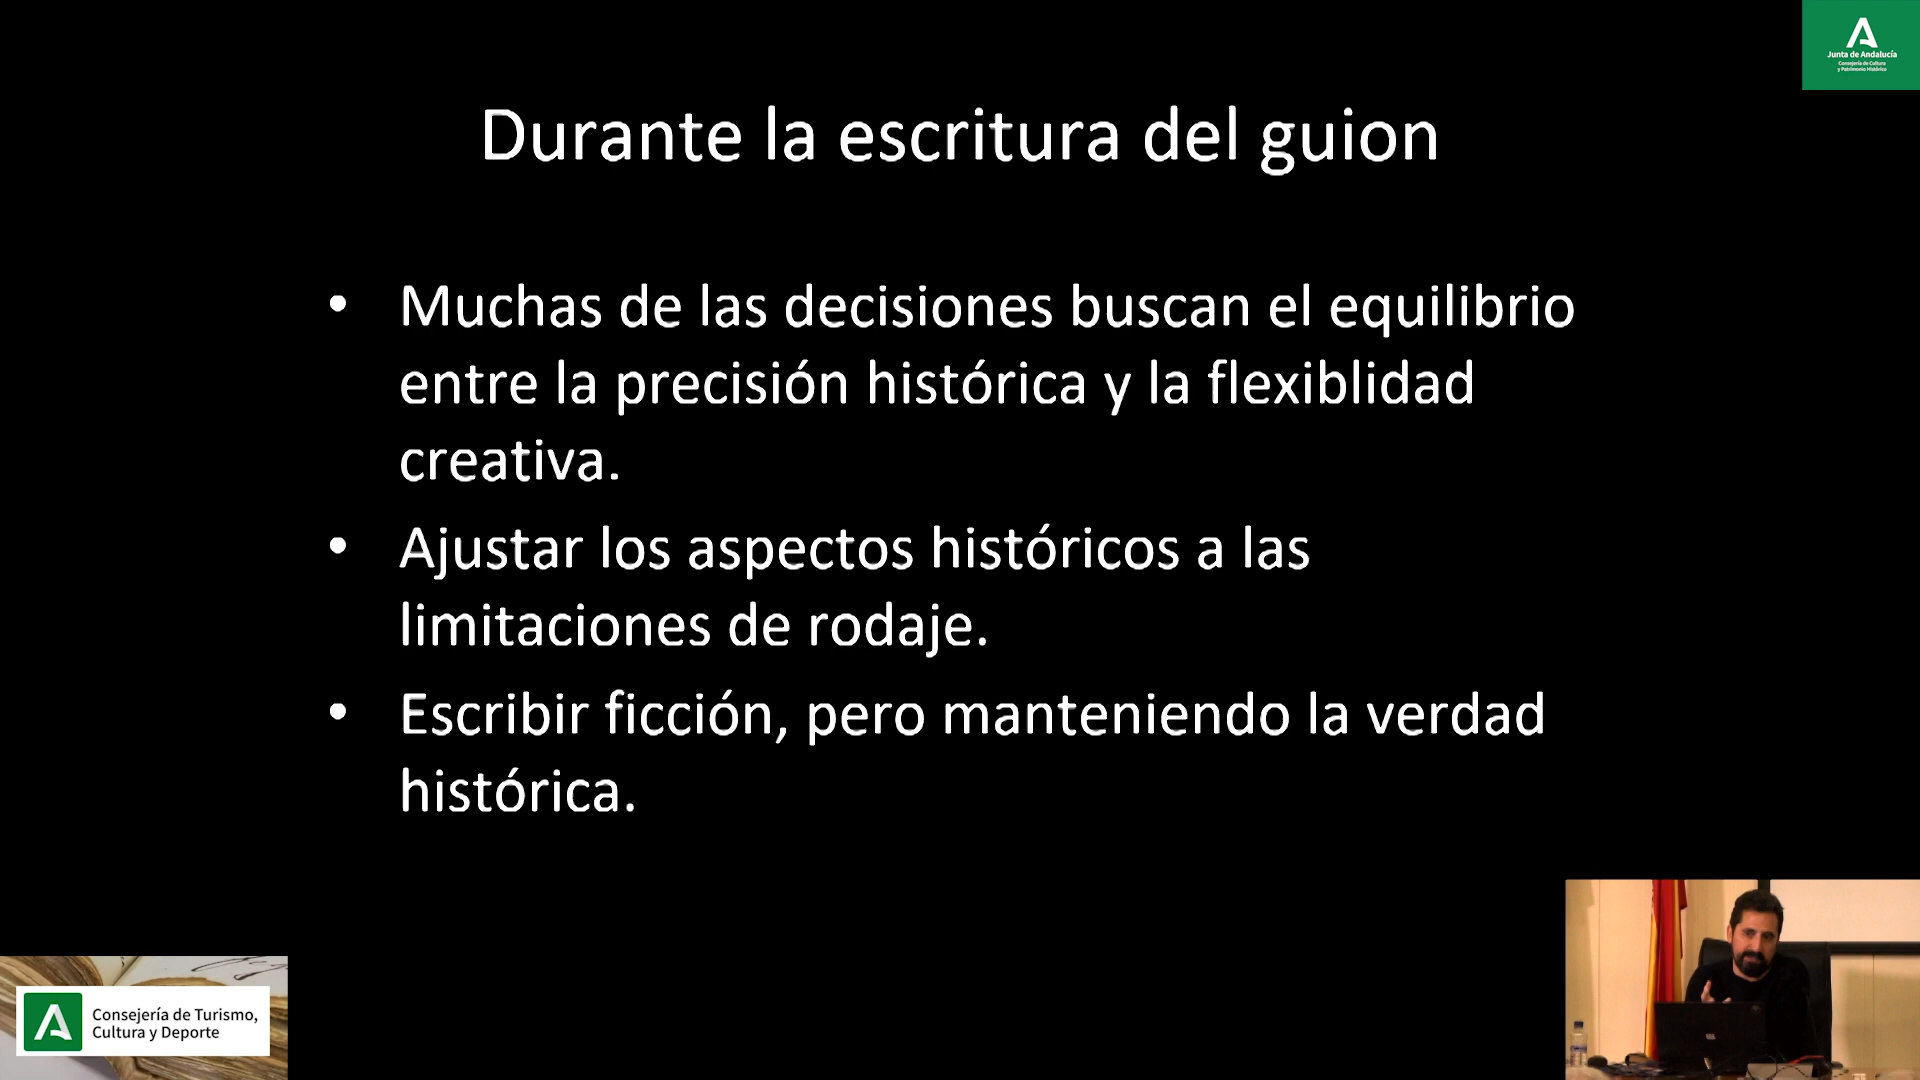 Junta de Andalucía
Consejería de Cultura
y Patrimonio Histórico
Durante la escritura del guion
• Muchas de las decisiones buscan el equilibrio
entre la precisión histórica y la flexiblidad
creativa.
• Ajustar los aspectos históricos a las
limitaciones de rodaje.
• Escribir ficción, pero manteniendo la verdad
histórica.
Consejería de Turismo,
Cultura y Deporte